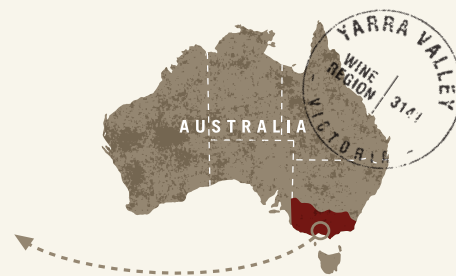 YARRA VALLEY
WINE
REGION
3141
VICTORIA
AUSTRALIA